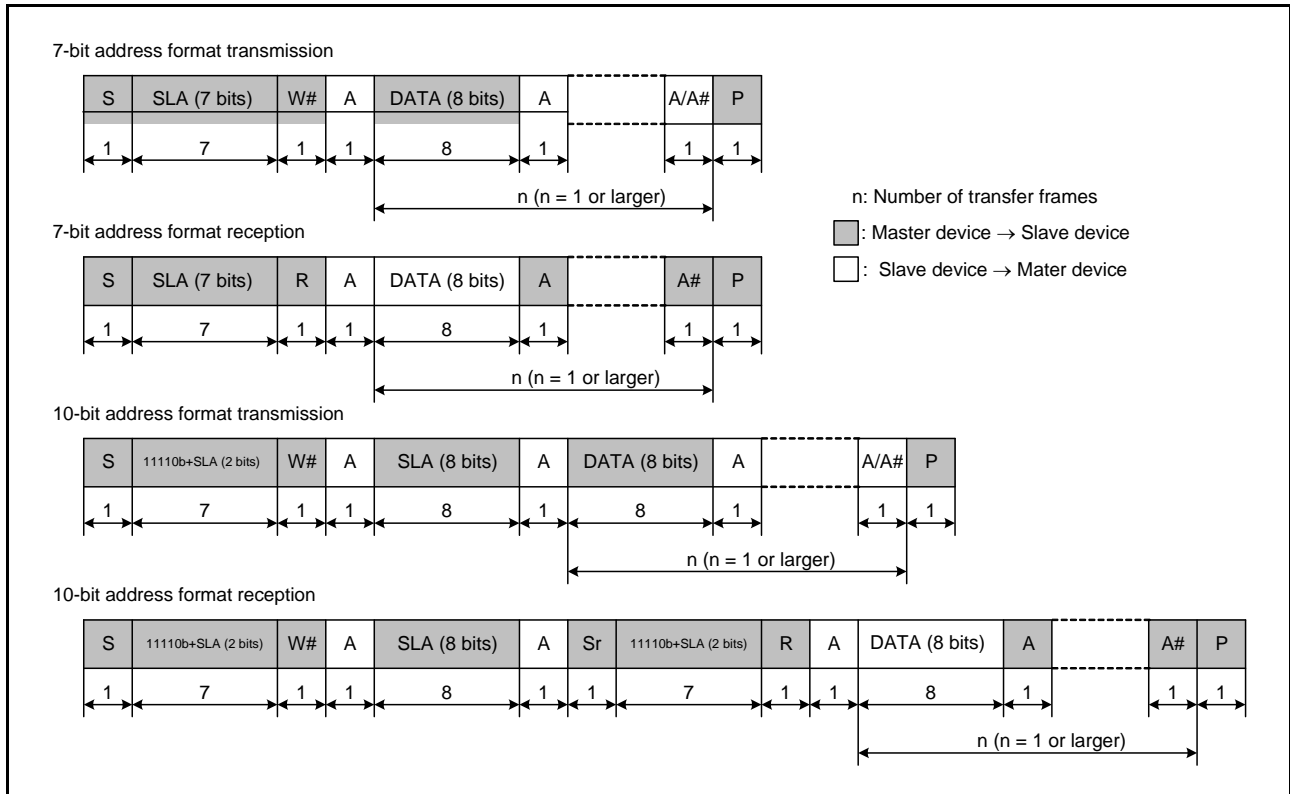 7-bit address format transmission
S SLA (7 bits) W# A DATA (8 bits) A A/A# P
1 7 1 1 8 1 1 1
n (n = 1 or larger)
n: Number of transfer frames
: Master device → Slave device
: Slave device → Mater device
7-bit address format reception
S SLA (7 bits) R A DATA (8 bits) A A# P
1 7 1 1 8 1 1 1
n (n = 1 or larger)
10-bit address format transmission
S 11110b+SLA (2 bits) W# A SLA (8 bits) A DATA (8 bits) A A/A# P
1 7 1 1 8 1 8 1 1 1
n (n = 1 or larger)
10-bit address format reception
S 11110b+SLA (2 bits) W# A SLA (8 bits) A Sr 11110b+SLA (2 bits) R A DATA (8 bits) A A# P
1 7 1 1 8 1 1 7 1 1 8 1 1 1
n (n = 1 or larger)